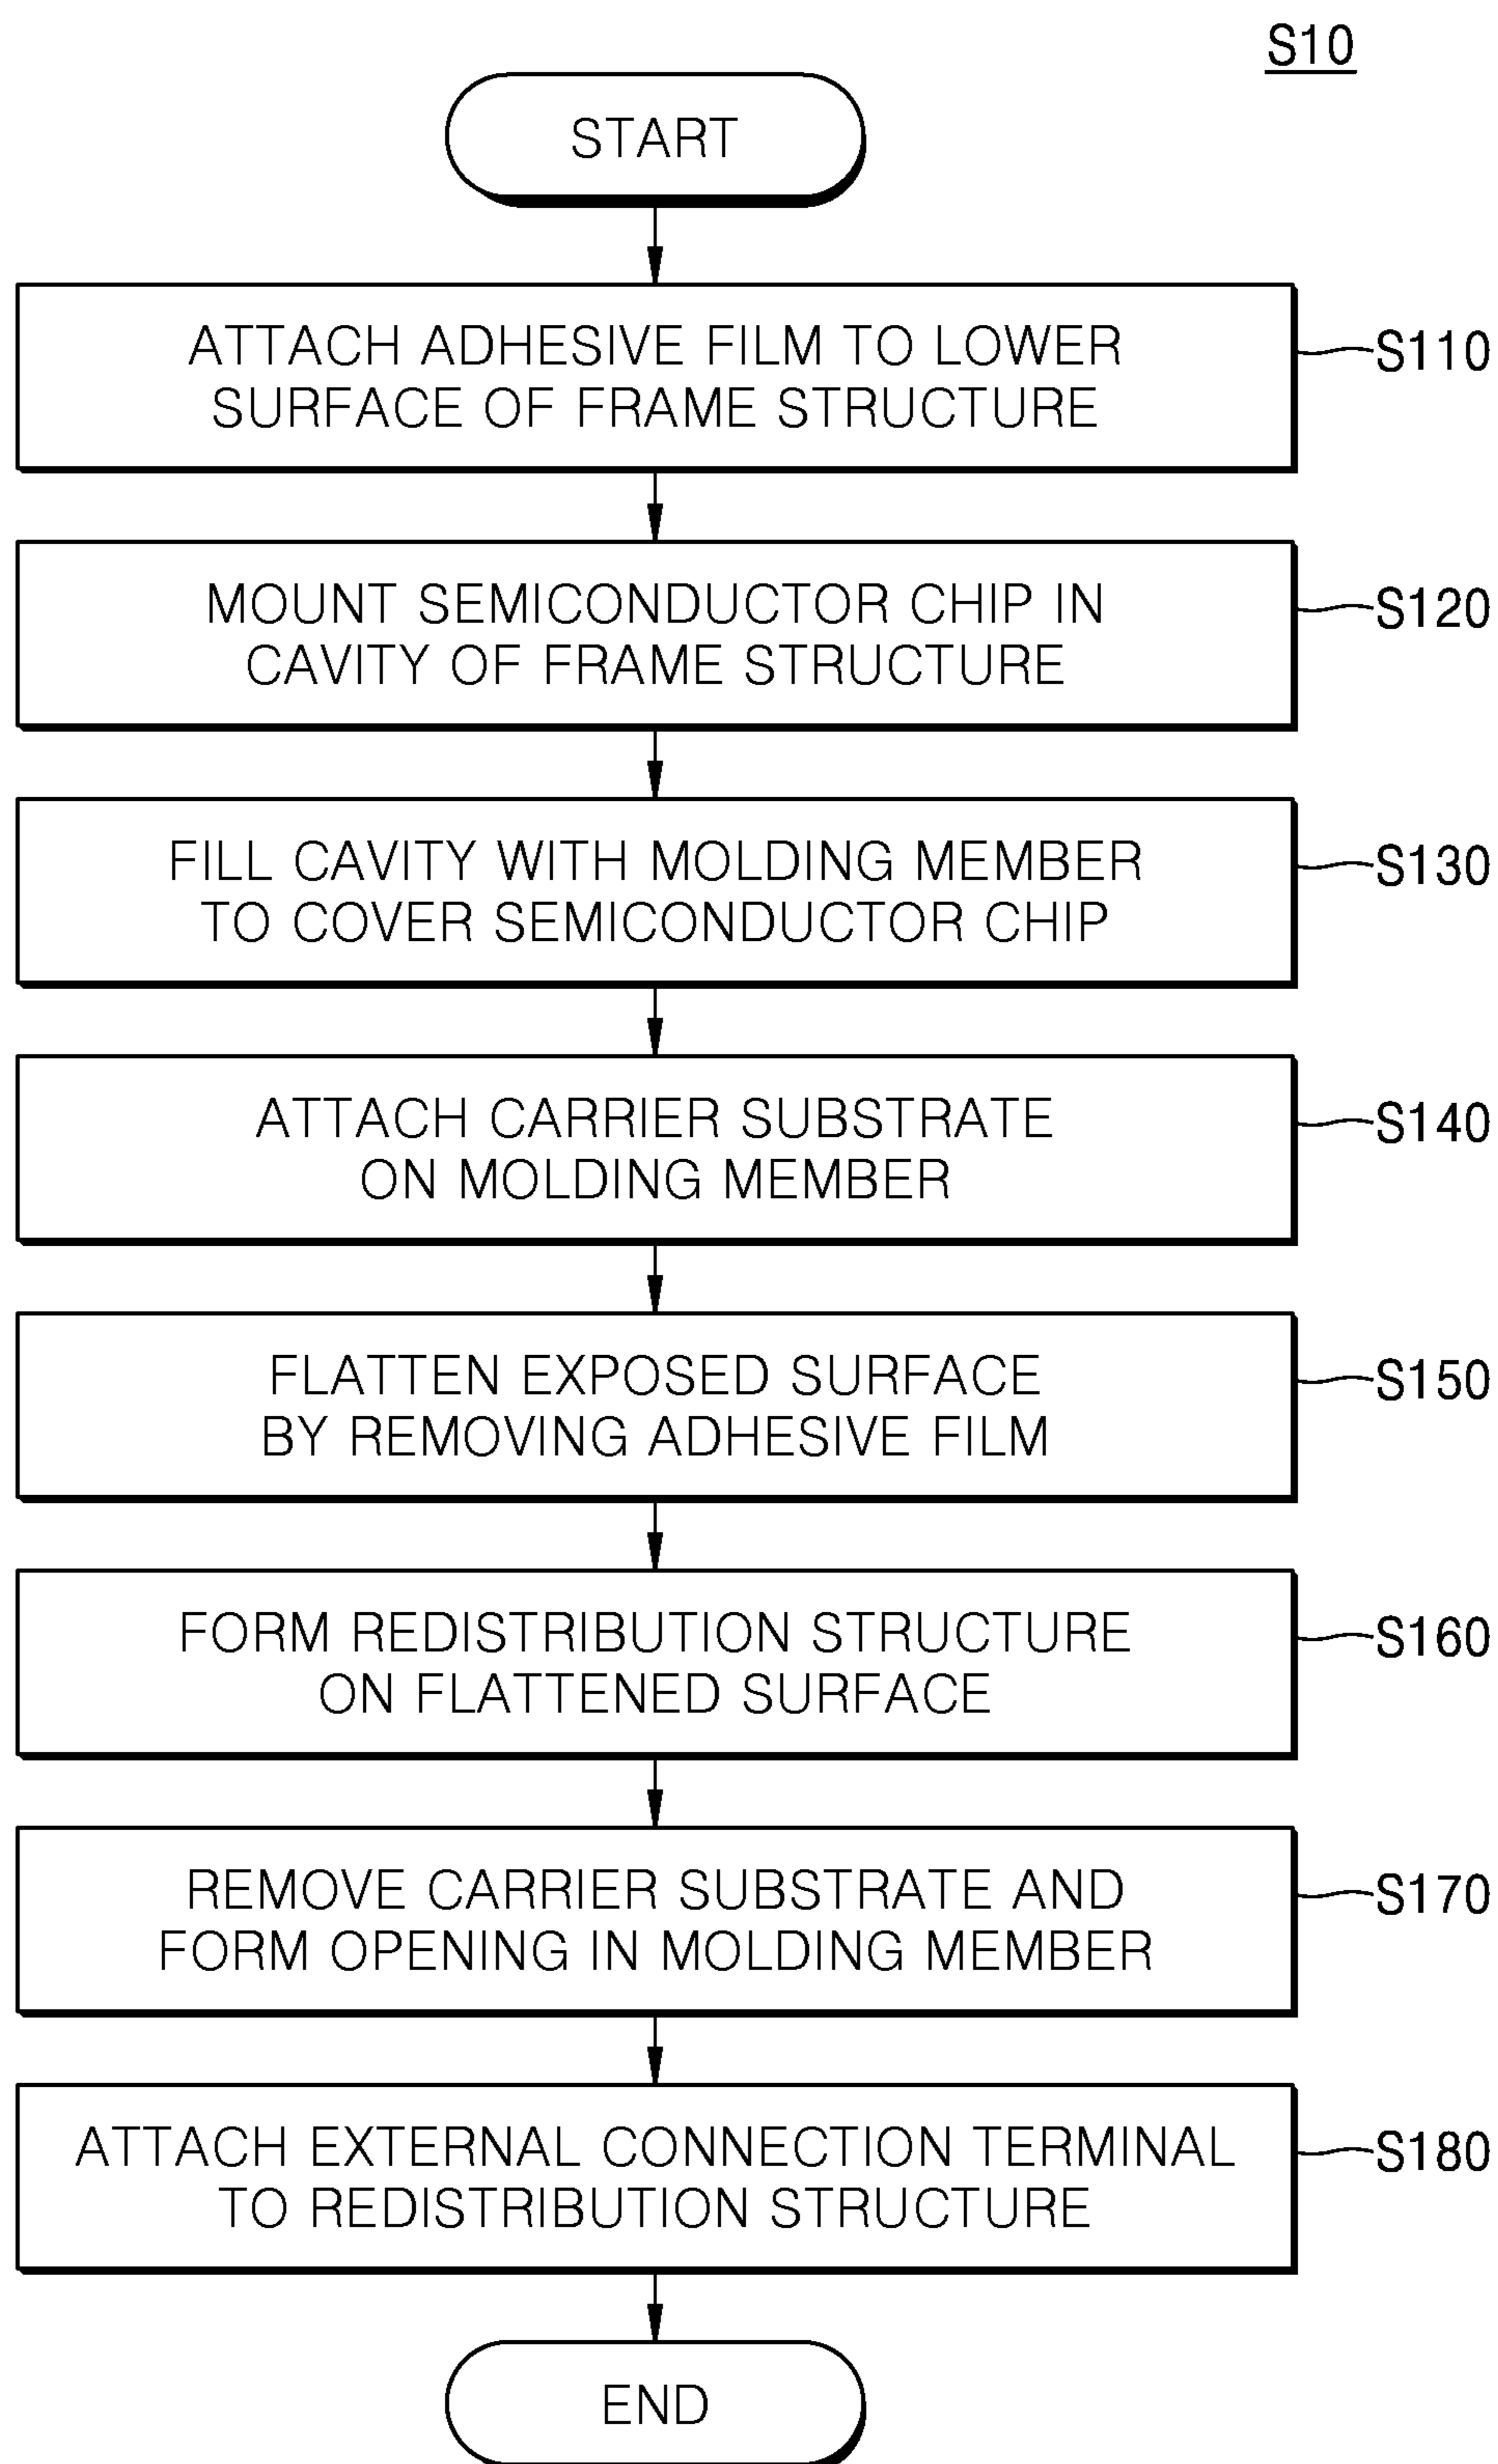 S10
START
ATTACH ADHESIVE FILM TO LOWER
SURFACE OF FRAME STRUCTURE
S110
MOUNT SEMICONDUCTOR CHIP IN
CAVITY OF FRAME STRUCTURE
S120
FILL CAVITY WITH MOLDING MEMBER
TO COVER SEMICONDUCTOR CHIP
S130
ATTACH CARRIER SUBSTRATE
ON MOLDING MEMBER
S140
FLATTEN EXPOSED SURFACE
BY REMOVING ADHESIVE FILM
S150
FORM REDISTRIBUTION STRUCTURE
ON FLATTENED SURFACE
S160
REMOVE CARRIER SUBSTRATE AND
FORM OPENING IN MOLDING MEMBER
S170
ATTACH EXTERNAL CONNECTION TERMINAL
TO REDISTRIBUTION STRUCTURE
S180
END